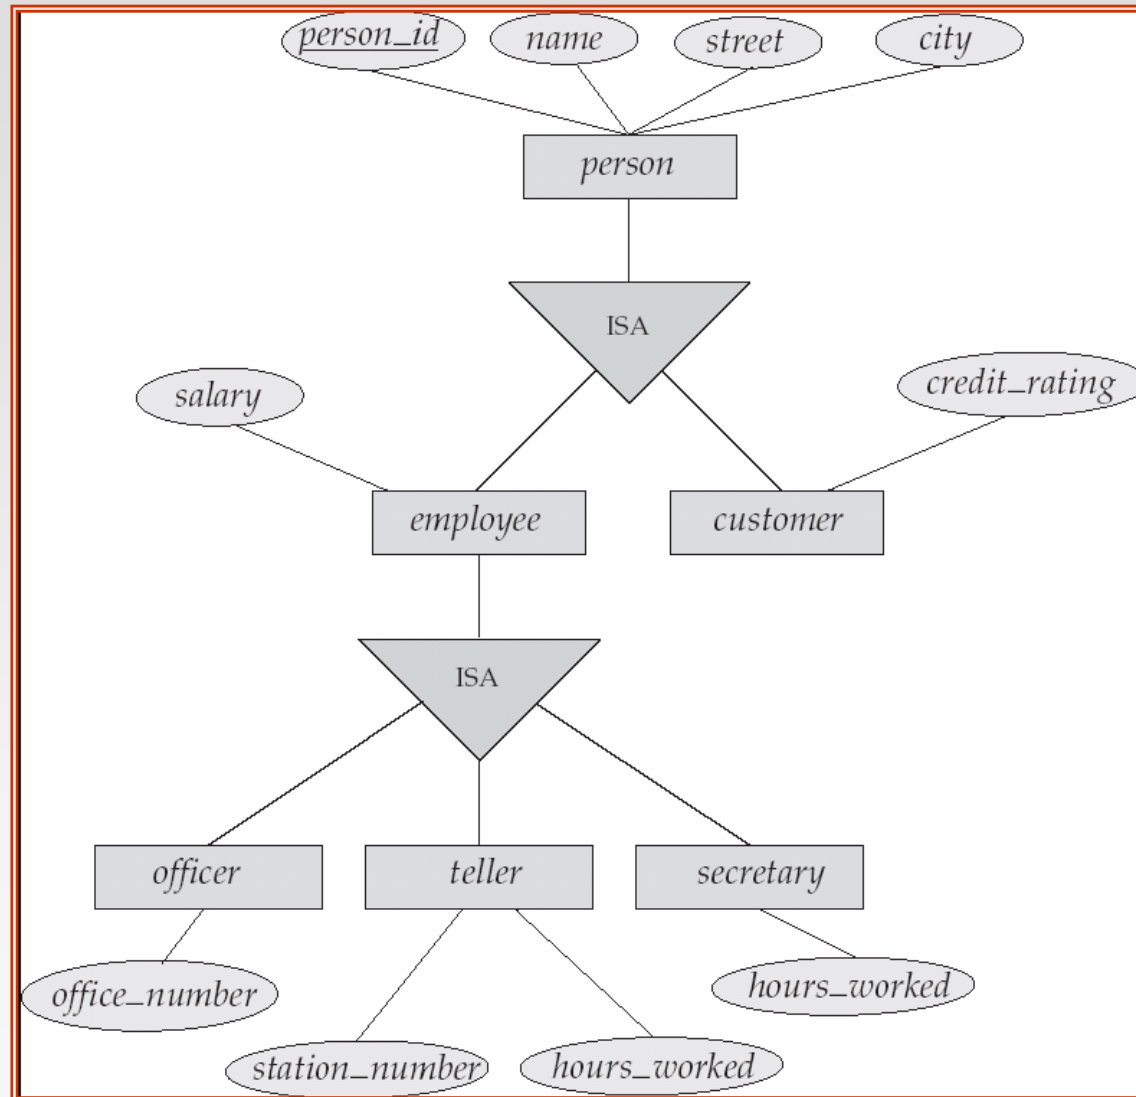 person_id
name
street
city
person
ISA
salary
credit_rating
employee
customer
ISA
officer
teller
secretary
office_number
hours_worked
station_number
hours_worked